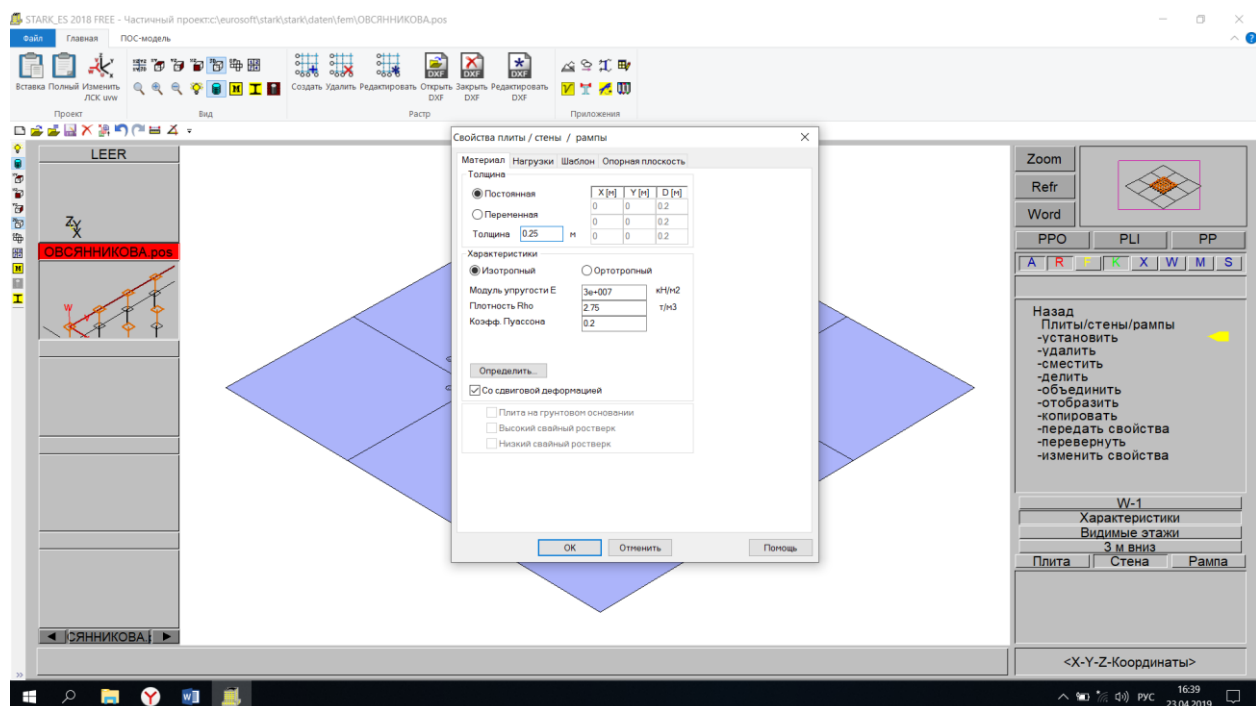 STARK_ES 2018 FREE - Частичный проект:c:\eurosoft\stark\stark\daten\fem\ОВСЯННИКОВА.pos
Файл Главная ПОС-модель
Вставка Полный Изменить ЛСК uvw
Создать Удалить Редактировать Открыть DXF Закрыть DXF Редактировать DXF
Проект Вид Растр Приложения
LEER
Z Y X
ОВСЯННИКОВА.pos
W
СЯННИКОВА.
Свойства плиты / стены / рампы
Материал Нагрузки Шаблон Опорная плоскость
Толщина
Постоянная X [м] Y [м] D [м]
0 0 0.2
Переменная 0 0 0.2
Толщина 0.25 м 0 0 0.2
Характеристики
Изотропный Ортотропный
Модуль упругости E 3e+007 кН/м2
Плотность Rho 2.75 т/м3
Коэфф. Пуассона 0.2
Определить...
Со сдвиговой деформацией
Плита на грунтовом основании
Высокий свайный ростверк
Низкий свайный ростверк
ОК Отменить Помощь
Zoom
Refr
Word
PPO PLI PP
A R F K X W M S
Назад
Плиты/стены/рампы
-установить
-удалить
-сместить
-делить
-объединить
-отобразить
-копировать
-передать свойства
-перевернуть
-изменить свойства
W-1
Характеристики
Видимые этажи
3 м вниз
Плита Стена Рампа
<X-Y-Z-Координаты>
РУС 16:39
23.04.2019